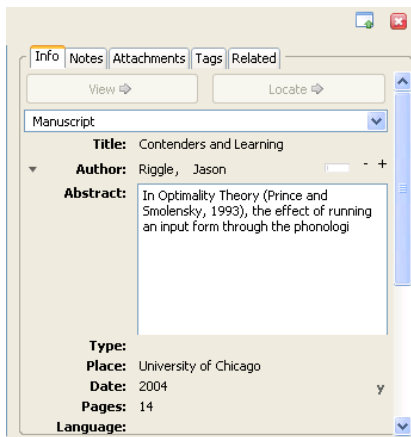 Info Notes Attachments Tags Related
View Locate
Manuscript
Title: Contenders and Learning
Author: Riggle, Jason - +
Abstract: In Optimality Theory (Prince and
Smolensky, 1993), the effect of running
an input form through the phonologi
Type:
Place: University of Chicago
Date: 2004 y
Pages: 14
Language: